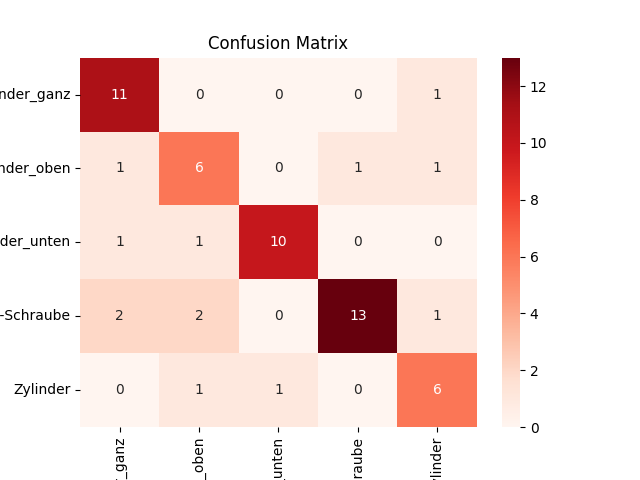 Confusion Matrix
nder_ganz 11 0 0 0 1
nder_oben 1 6 0 1 1
der_unten 1 1 10 0 0
-Schraube 2 2 0 13 1
Zylinder 0 1 1 0 6
_ganz
_oben
unten
raube
linder
12
10
8
6
4
2
0